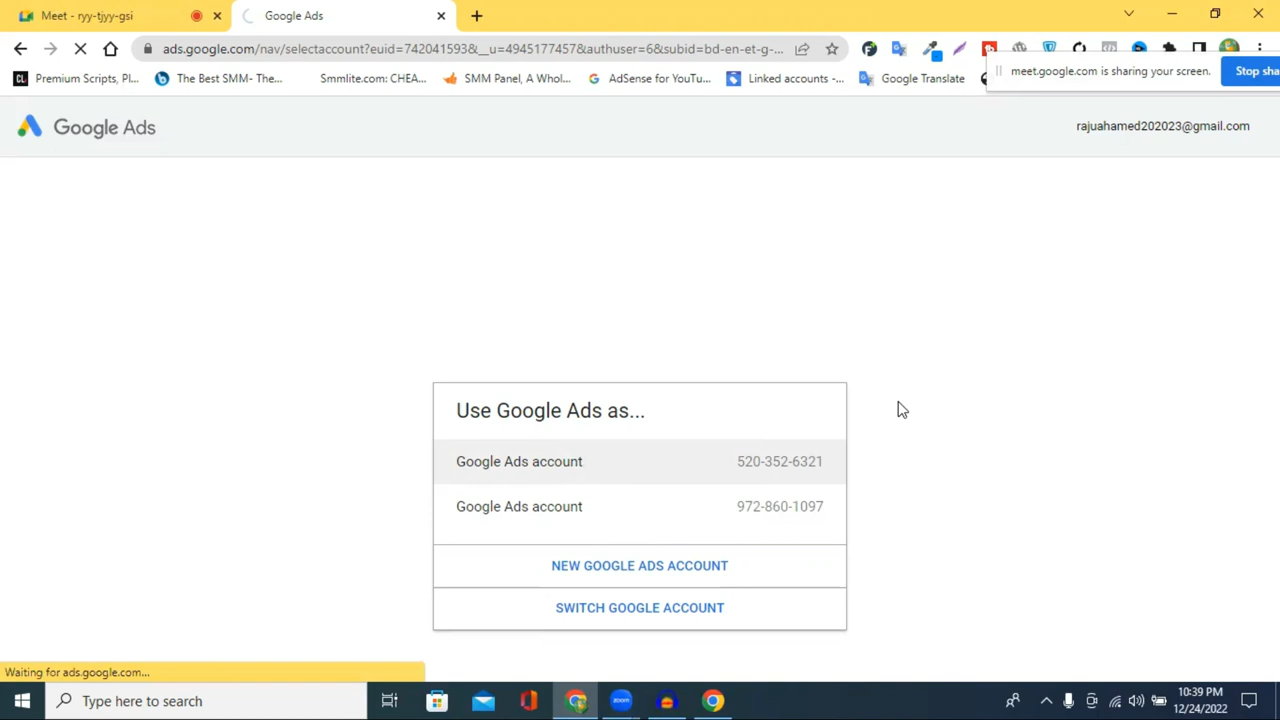 Meet - ryy-tjyy-gsi
Google Ads
ads.google.com/nav/selectaccount?euid=742041593&__u=4945177457&authuser=6&subid=bd-en-et-g-...
Premium Scripts, Pl...
The Best SMM- The...
Smmlite.com: CHEA...
SMM Panel, A Whol...
AdSense for YouTu...
Linked accounts -...
Google Translate
meet.google.com is sharing your screen.
Stop sha
Google Ads
rajuahamed202023@gmail.com
Use Google Ads as...
Google Ads account 520-352-6321
Google Ads account 972-860-1097
NEW GOOGLE ADS ACCOUNT
SWITCH GOOGLE ACCOUNT
Waiting for ads.google.com...
Type here to search
zoom
10:39 PM
12/24/2022